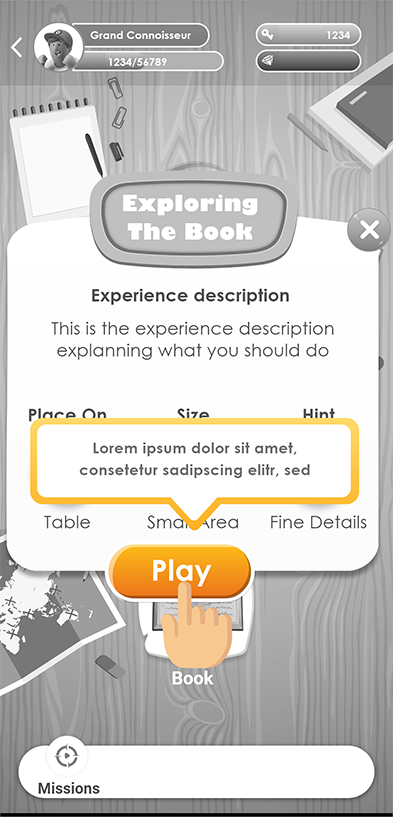 Grand Connoisseur
1234/56789
1234
Exploring
The Book
Experience description
This is the experience description
explanning what you should do
Place On
Size
Hint
Lorem ipsum dolor sit amet,
consetetur sadipscing elitr, sed
Table
Small Area
Fine Details
Play
Book
Missions